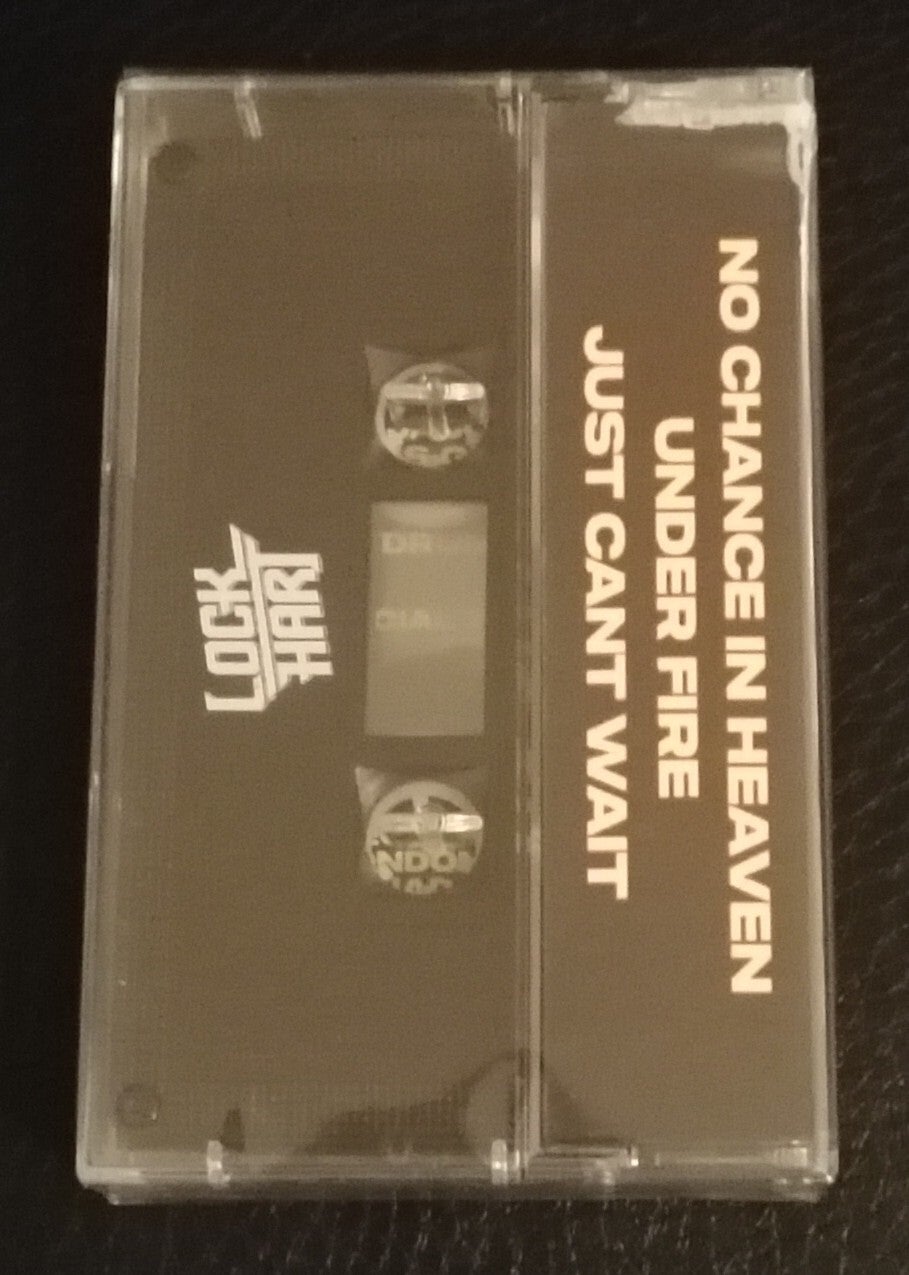 NO CHANCE IN HEAVEN
UNDER FIRE
JUST CANT WAIT
LOCK
HART